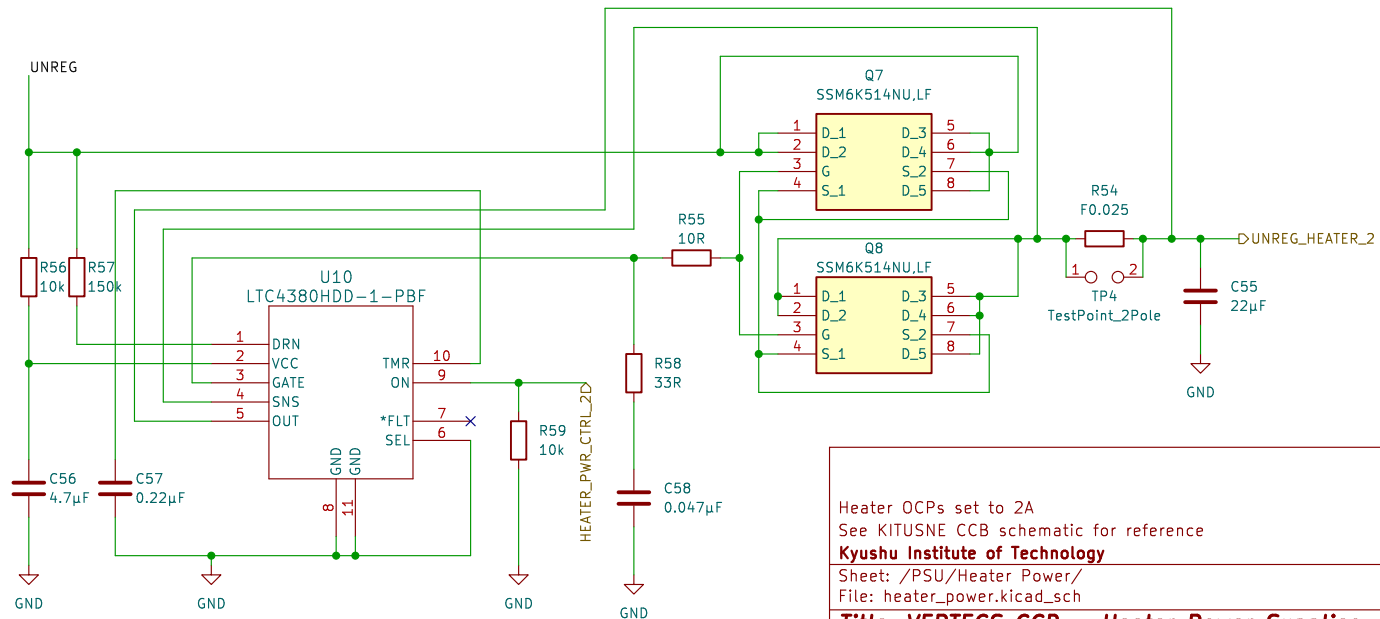 UNREG
Q7
SSM6K514NU,LF
1 D_1 D_3 5
2 D_2 D_4 6
3 G S_2 7
4 S_1 D_5 8
R54
F0.025
R55
10R
UNREG_HEATER_2
1 2
TP4
TestPoint_2Pole
C55
22µF
GND
Q8
SSM6K514NU,LF
1 D_1 D_3 5
2 D_2 D_4 6
3 G S_2 7
4 S_1 D_5 8
R56
10k
R57
150k
U10
LTC4380HDD-1-PBF
1 DRN
2 VCC TMR 10
3 GATE ON 9
4 SNS
5 OUT *FLT 7
SEL 6
GND GND
8 11
R58
33R
R59
10k
HEATER_PWR_CTRL_2
C56
4.7µF
C57
0.22µF
C58
0.047µF
GND
GND
GND
GND
Heater OCPs set to 2A
See KITUSNE CCB schematic for reference
Kyushu Institute of Technology
Sheet: /PSU/Heater Power/
File: heater_power.kicad_sch